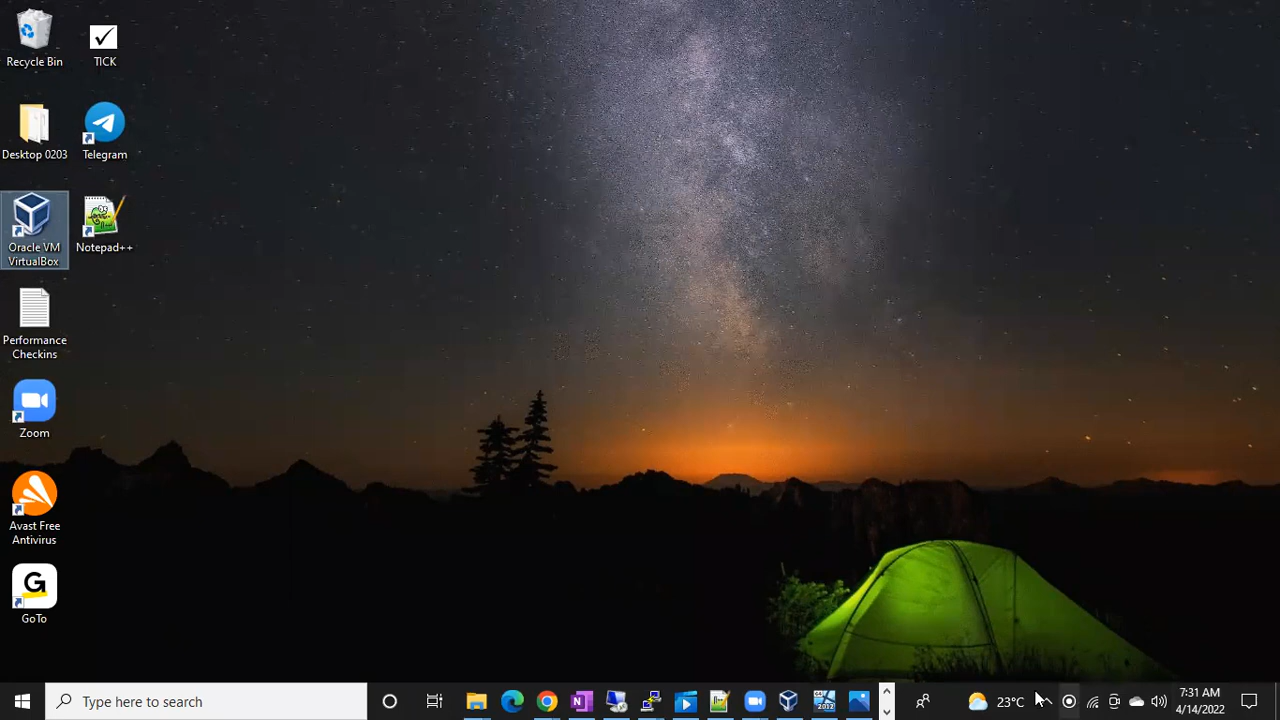 Recycle Bin
TICK
Desktop 0203
Telegram
Oracle VM
VirtualBox
Notepad++
Performance
Checkins
Zoom
Avast Free
Antivirus
G
GoTo
Type here to search
23°C
7:31 AM
4/14/2022